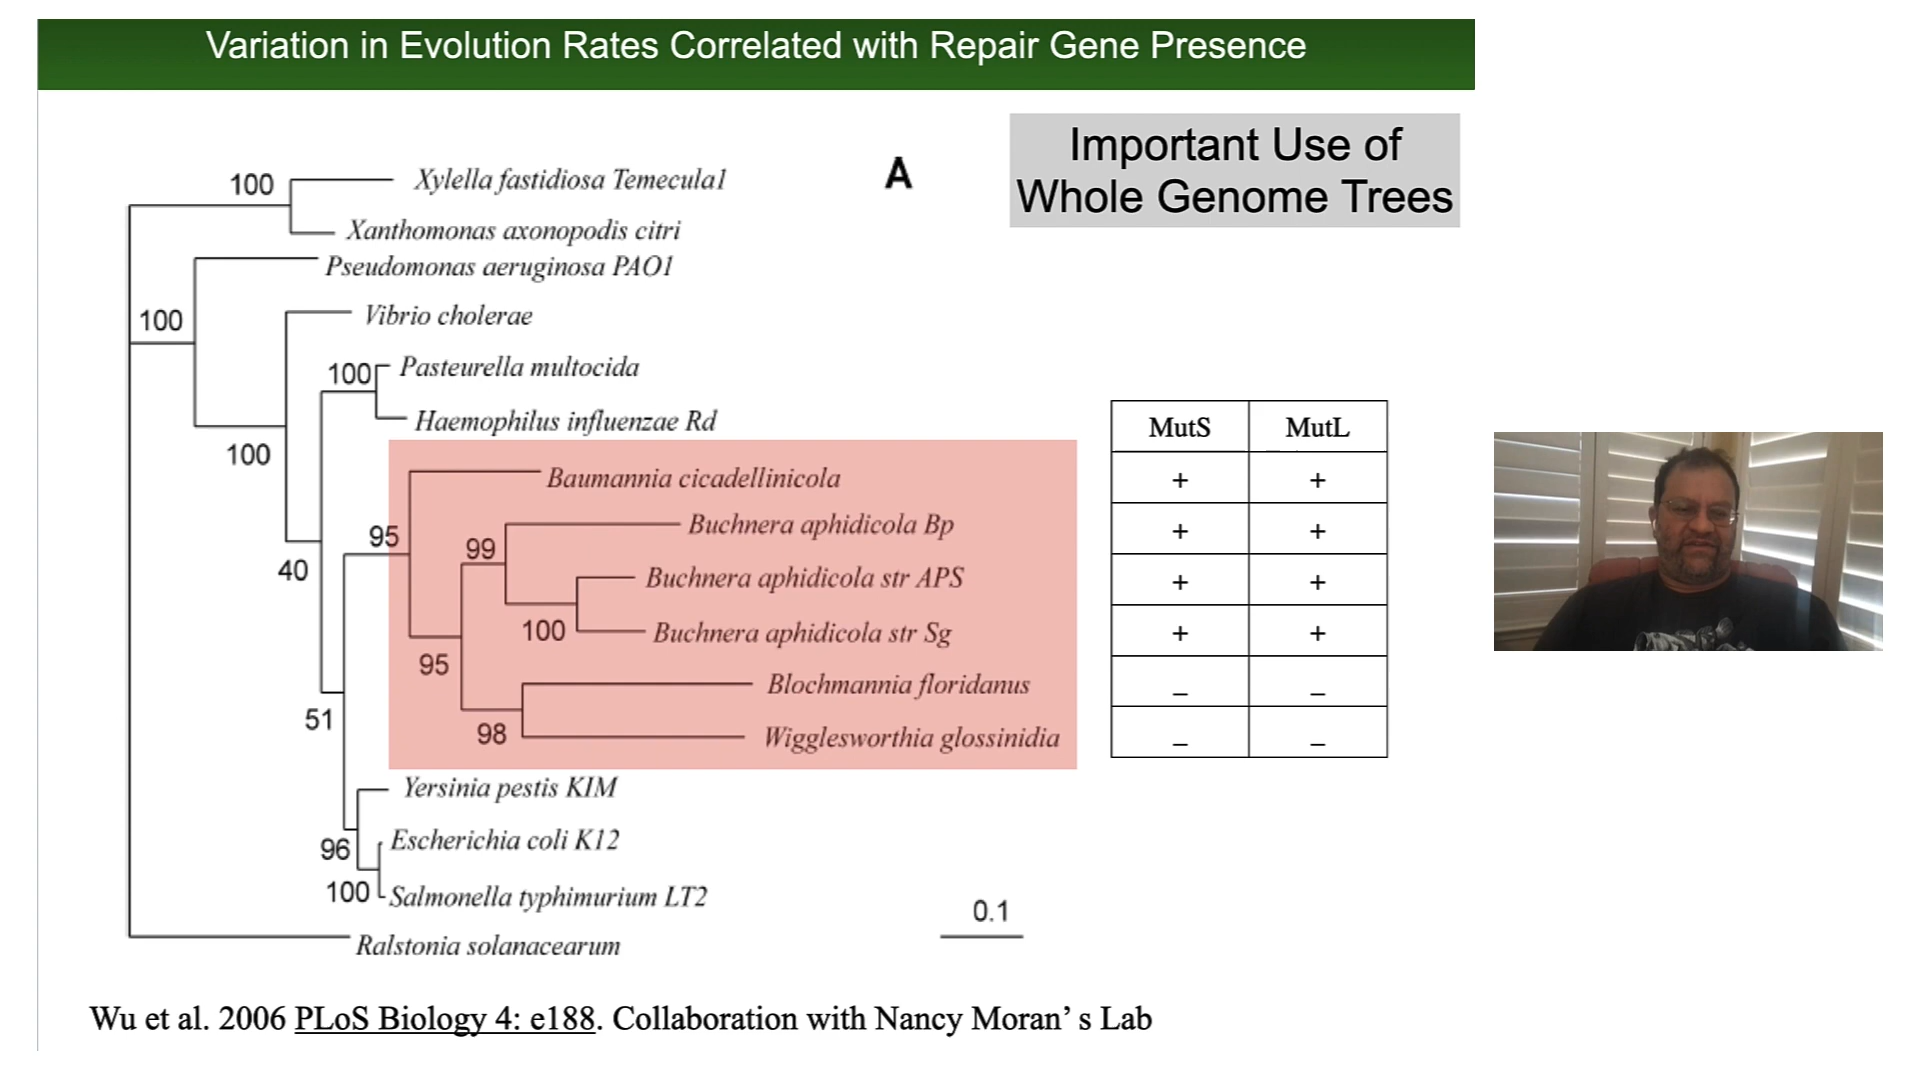 Variation in Evolution Rates Correlated with Repair Gene Presence
Important Use of
Whole Genome Trees
A
100
Xylella fastidiosa Temecula1
Xanthomonas axonopodis citri
Pseudomonas aeruginosa PAO1
100
Vibrio cholerae
100
Pasteurella multocida
Haemophilus influenzae Rd
100
MutS MutL
Baumannia cicadellinicola + +
95
99
Buchnera aphidicola Bp + +
40
Buchnera aphidicola str APS + +
100
Buchnera aphidicola str Sg + +
95
Blochmannia floridanus – –
51
98
Wigglesworthia glossinidia – –
Yersinia pestis KIM
96
Escherichia coli K12
100
Salmonella typhimurium LT2
0.1
Ralstonia solanacearum
Wu et al. 2006 PLoS Biology 4: e188. Collaboration with Nancy Moran’ s Lab